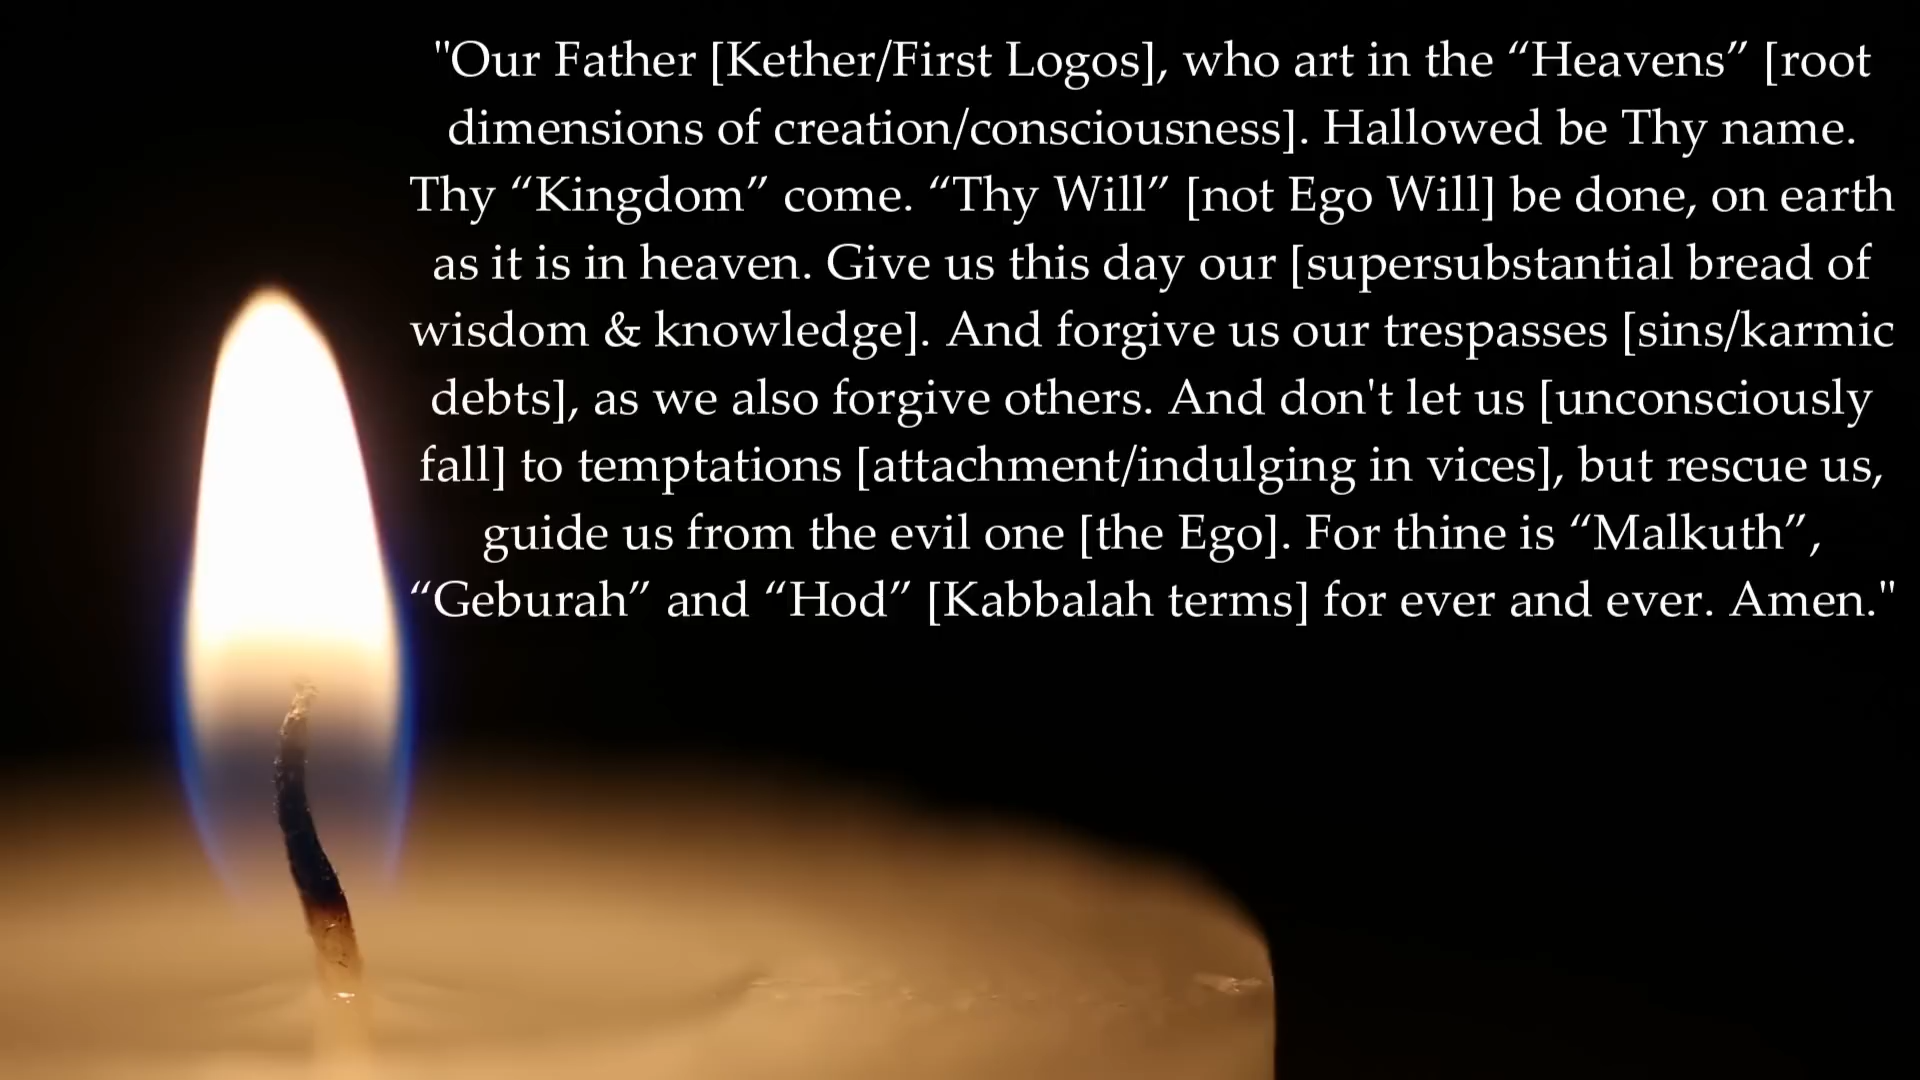 "Our Father [Kether/First Logos], who art in the “Heavens” [root
dimensions of creation/consciousness]. Hallowed be Thy name.
Thy “Kingdom” come. “Thy Will” [not Ego Will] be done, on earth
as it is in heaven. Give us this day our [supersubstantial bread of
wisdom & knowledge]. And forgive us our trespasses [sins/karmic
debts], as we also forgive others. And don't let us [unconsciously
fall] to temptations [attachment/indulging in vices], but rescue us,
guide us from the evil one [the Ego]. For thine is “Malkuth”,
“Geburah” and “Hod” [Kabbalah terms] for ever and ever. Amen."